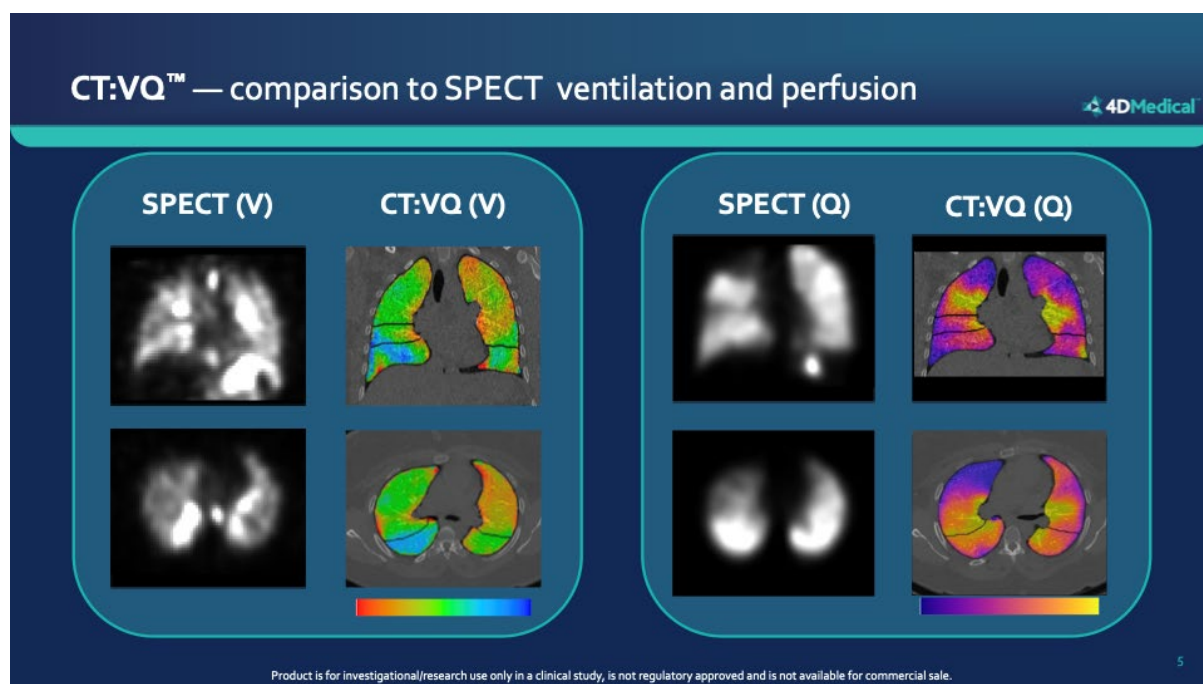 CT:VQ™ — comparison to SPECT ventilation and perfusion
4DMedical
SPECT (V)
CT:VQ (V)
SPECT (Q)
CT:VQ (Q)
5
Product is for investigational/research use only in a clinical study, is not regulatory approved and is not available for commercial sale.